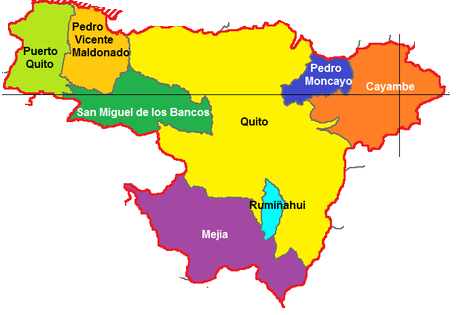 Puerto
Quito
Pedro
Vicente
Maldonado
San Miguel de los Bancos
Quito
Pedro
Moncayo
Cayambe
Rumiñahui
Mejía